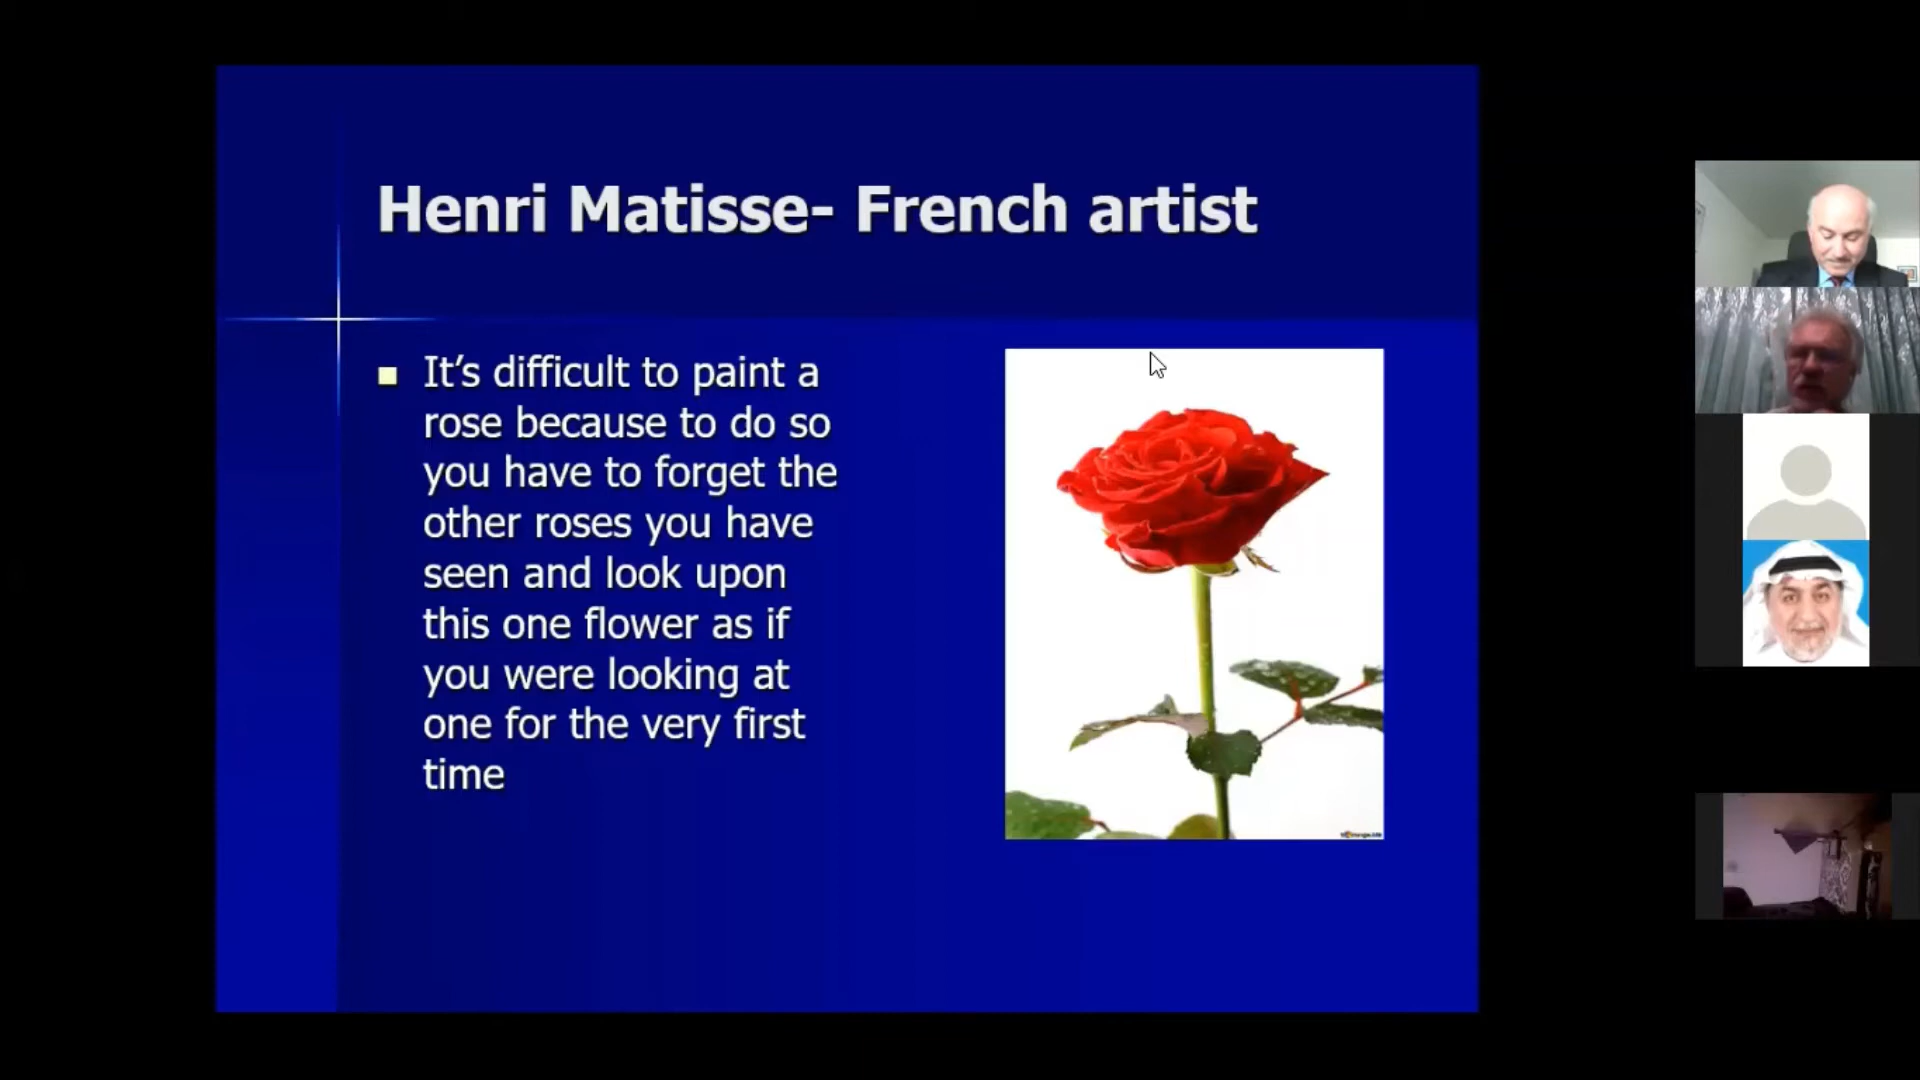 Henri Matisse- French artist
It’s difficult to paint a
rose because to do so
you have to forget the
other roses you have
seen and look upon
this one flower as if
you were looking at
one for the very first
time